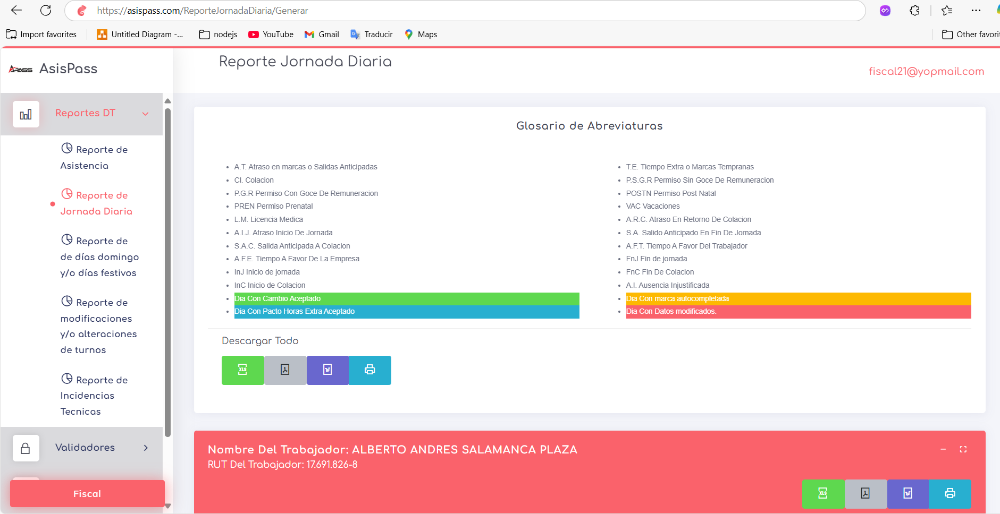 https://asispass.com/ReporteJornadaDiaria/Generar
Import favorites
Untitled Diagram -...
nodejs
YouTube
Gmail
Traducir
Maps
Other favorit
APASS
AsisPass
Reporte Jornada Diaria
fiscal21@yopmail.com
Reportes DT
Reporte de
Asistencia
Reporte de
Jornada Diaria
Reporte de
de días domingo
y/o días festivos
Reporte de
modificaciones
y/o alteraciones
de turnos
Reporte de
Incidencias
Tecnicas
Validadores
Fiscal
Glosario de Abreviaturas
A.T. Atraso en marcas o Salidas Anticipadas
Cl. Colacion
P.G.R Permiso Con Goce De Remuneracion
PREN Permiso Prenatal
L.M. Licencia Medica
A.I.J. Atraso Inicio De Jornada
S.A.C. Salida Anticipada A Colacion
A.F.E. Tiempo A Favor De La Empresa
InJ Inicio de jornada
InC Inicio de Colacion
Dia Con Cambio Aceptado
Dia Con Pacto Horas Extra Aceptado
T.E. Tiempo Extra o Marcas Tempranas
P.S.G.R Permiso Sin Goce De Remuneracion
POSTN Permiso Post Natal
VAC Vacaciones
A.R.C. Atraso En Retorno De Colacion
S.A. Salido Anticipado En Fin De Jornada
A.F.T. Tiempo A Favor Del Trabajador
FnJ Fin de jornada
FnC Fin De Colacion
A.I. Ausencia Injustificada
Dia Con marca autocompletada
Dia Con Datos modificados.
Descargar Todo
XLS
Nombre Del Trabajador: ALBERTO ANDRES SALAMANCA PLAZA
RUT Del Trabajador: 17.691.826-8
XLS